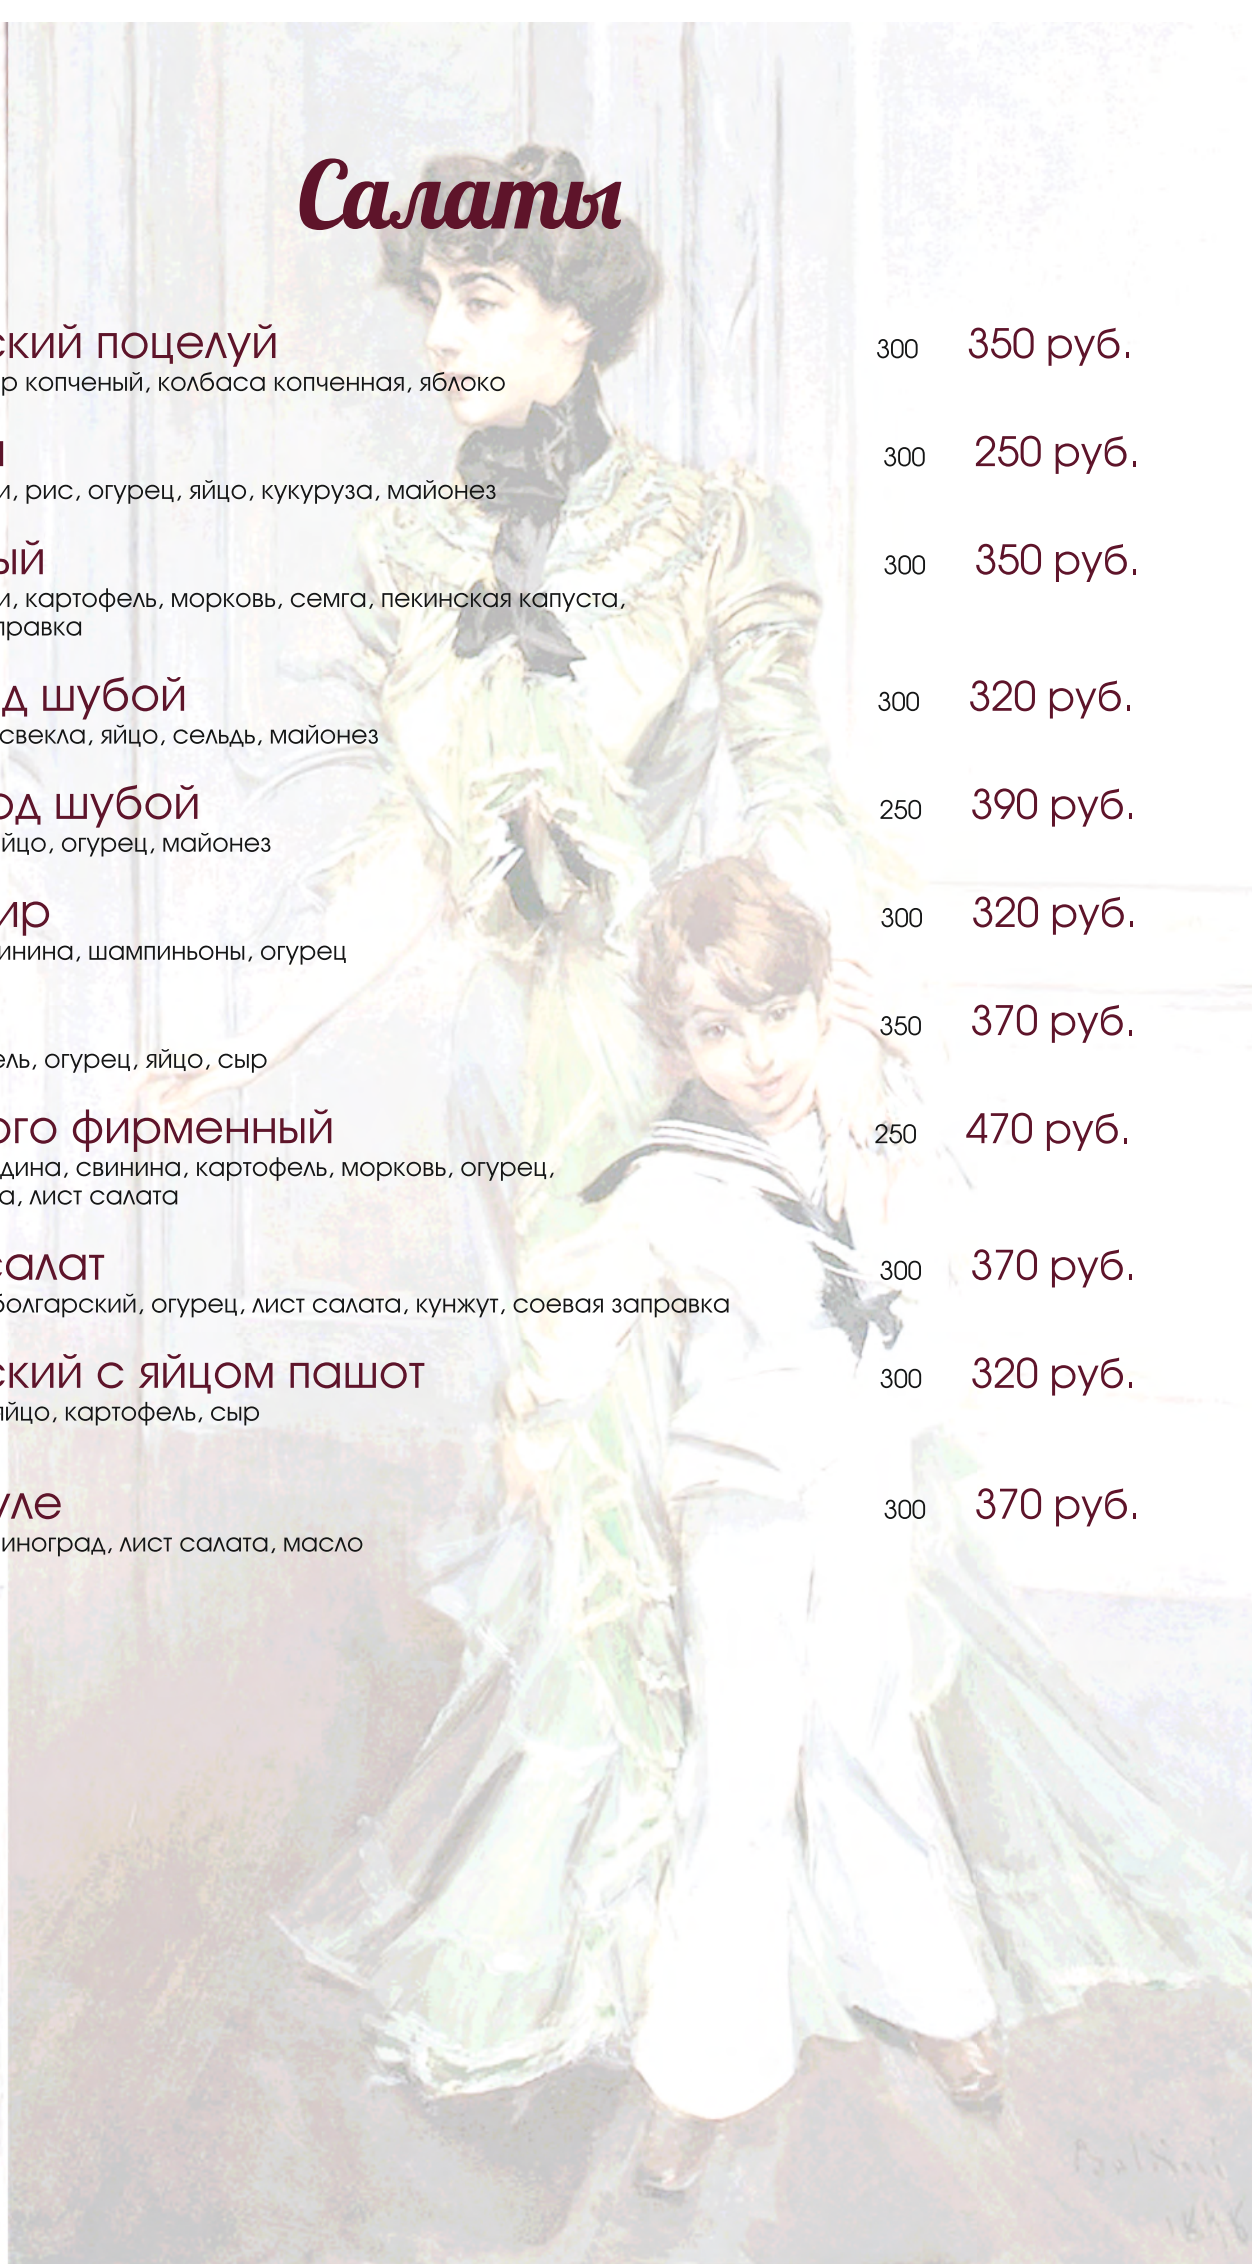 Салаты
ский поцелуй 300 350 руб.
р копченый, колбаса копченная, яблоко
300 250 руб.
и, рис, огурец, яйцо, кукуруза, майонез
ый 300 350 руб.
и, картофель, морковь, семга, пекинская капуста,
правка
д шубой 300 320 руб.
свекла, яйцо, сельдь, майонез
од шубой 250 390 руб.
йцо, огурец, майонез
ир 300 320 руб.
инина, шампиньоны, огурец
350 370 руб.
ель, огурец, яйцо, сыр
ого фирменный 250 470 руб.
дина, свинина, картофель, морковь, огурец,
а, лист салата
салат 300 370 руб.
болгарский, огурец, лист салата, кунжут, соевая заправка
ский с яйцом пашот 300 320 руб.
яйцо, картофель, сыр
уле 300 370 руб.
иноград, лист салата, масло